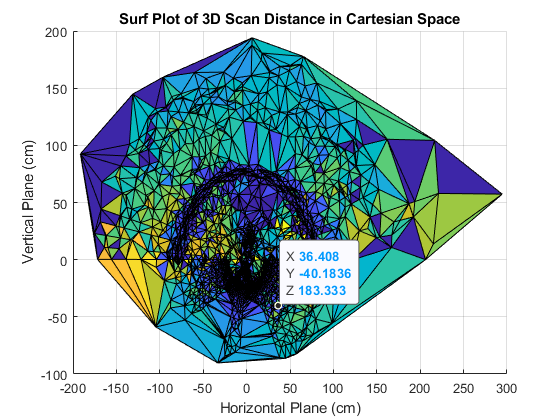 Surf Plot of 3D Scan Distance in Cartesian Space
200
150
100
50
0
-50
-100
Vertical Plane (cm)
X 36.408
Y -40.1836
Z 183.333
-200 -150 -100 -50 0 50 100 150 200 250 300
Horizontal Plane (cm)